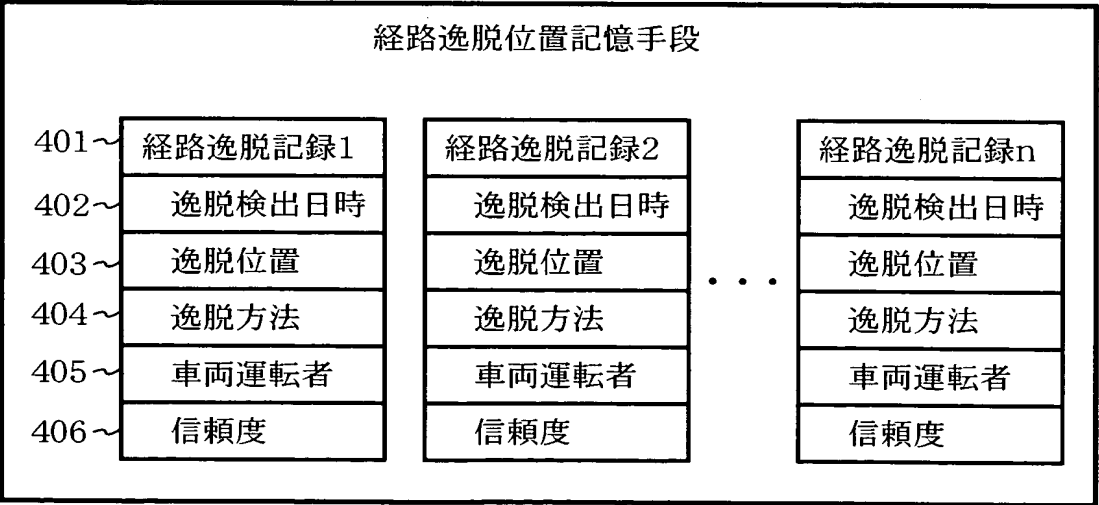 経路逸脱位置記憶手段
401 経路逸脱記録1 経路逸脱記録2 経路逸脱記録n
402 逸脱検出日時 逸脱検出日時 逸脱検出日時
403 逸脱位置 逸脱位置 ・・・ 逸脱位置
404 逸脱方法 逸脱方法 逸脱方法
405 車両運転者 車両運転者 車両運転者
406 信頼度 信頼度 信頼度